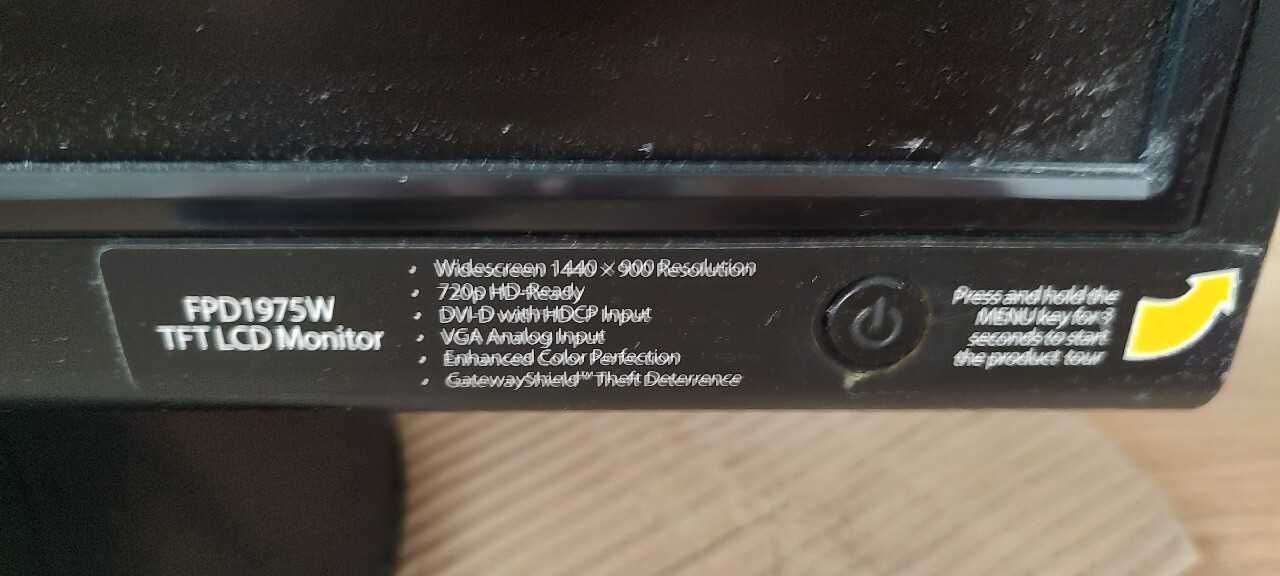 FPD1975W
TFT LCD Monitor
• Widescreen 1440 × 900 Resolution
• 720p HD-Ready
• DVI-D with HDCP Input
• VGA Analog Input
• Enhanced Color Perfection
• GatewayShield™ Theft Deterrence
Press and hold the
MENU key for 3
seconds to start
the product tour